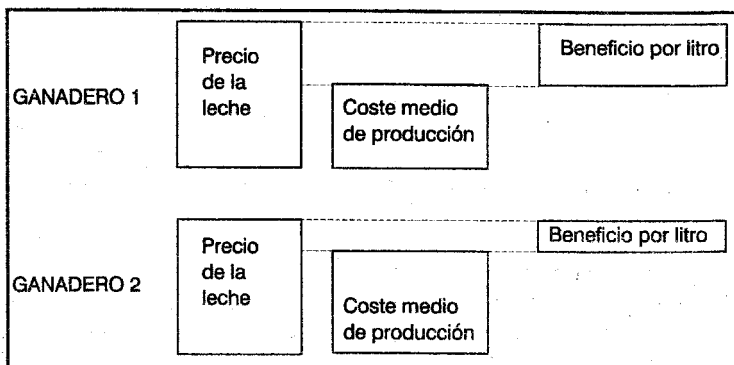 GANADERO 1
Precio
de la
leche
Coste medio
de producción
Beneficio por litro
GANADERO 2
Precio
de la
leche
Coste medio
de producción
Beneficio por litro